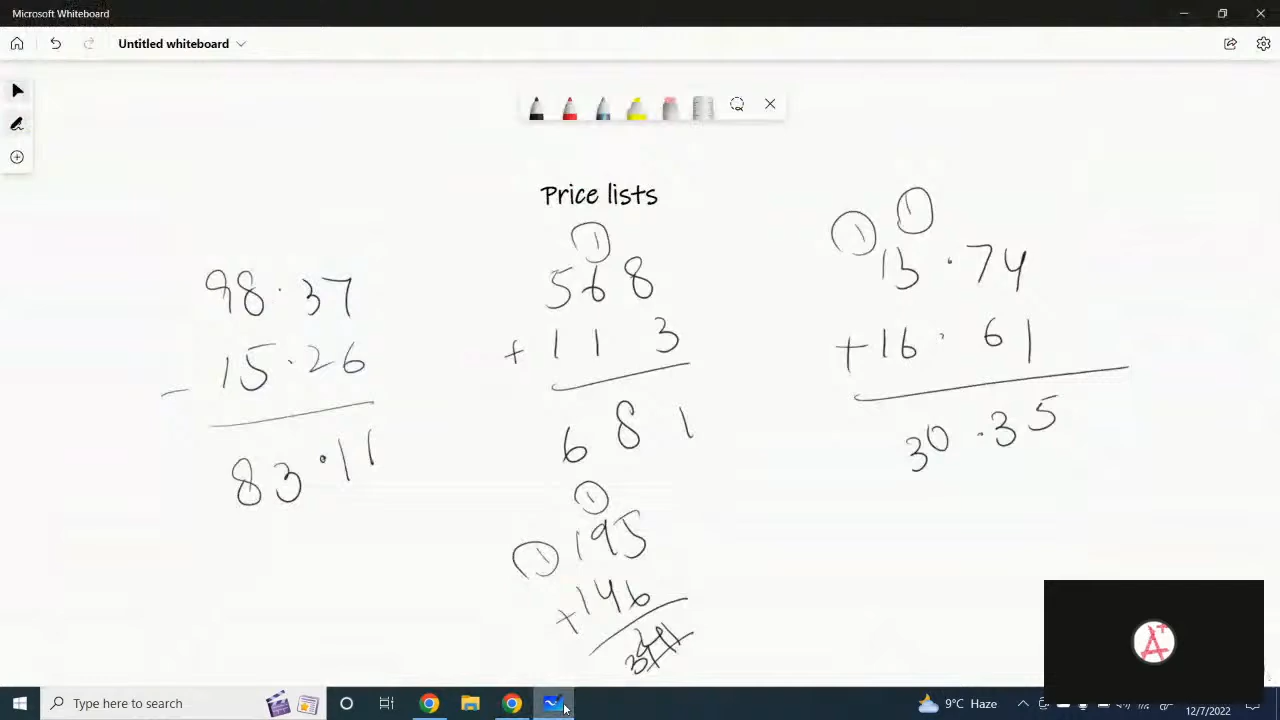 Microsoft Whiteboard
Untitled whiteboard
Price lists
98.37
- 15.26
83.11
1
568
+ 113
681
1
1
195
+146
1
1
13.74
+16.61
30.35
A+
Type here to search
9°C Haze
12/7/2022